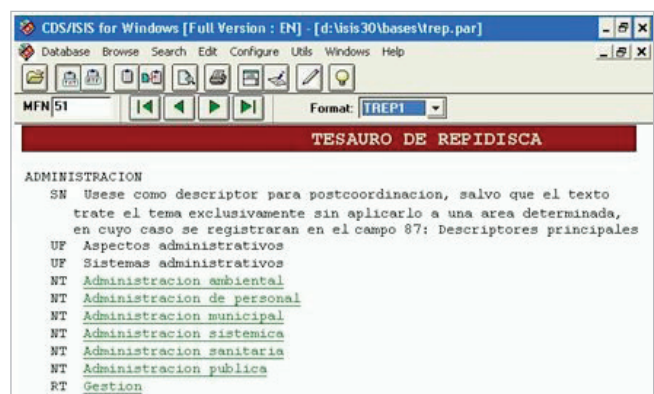 CDS/ISIS for Windows [Full Version : EN] - [d:\isis30\bases\trep.par]
Database Browse Search Edit Configure Utils Windows Help
MFN 51 Format: TREP1
TESAURO DE REPIDISCA
ADMINISTRACION
SN Usese como descriptor para postcoordinacion, salvo que el texto
trate el tema exclusivamente sin aplicarlo a una area determinada,
en cuyo caso se registraran en el campo 87: Descriptores principales
UF Aspectos administrativos
UF Sistemas administrativos
NT Administracion ambiental
NT Administracion de personal
NT Administracion municipal
NT Administracion sistemica
NT Administracion sanitaria
NT Administracion publica
RT Gestion